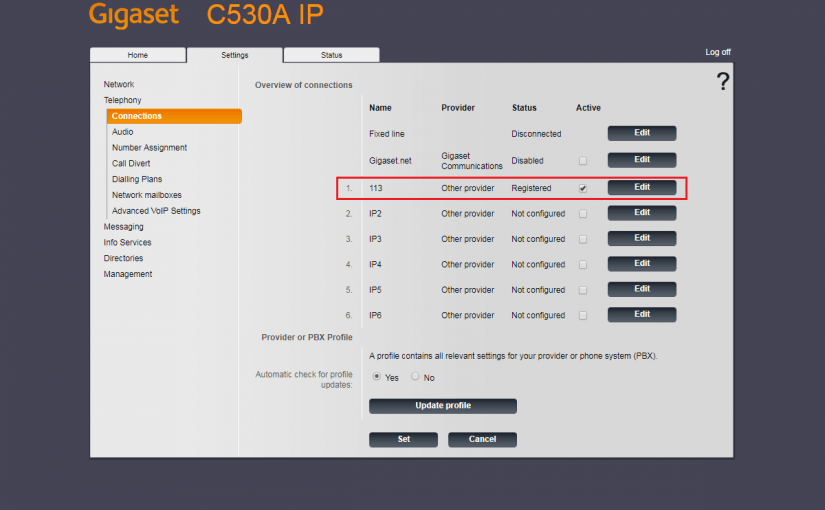 Gigaset C530A IP
Home Settings Status Log off
?
Network
Telephony
Connections
Audio
Number Assignment
Call Divert
Dialling Plans
Network mailboxes
Advanced VoIP Settings
Messaging
Info Services
Directories
Management
Overview of connections
Name Provider Status Active
Fixed line Disconnected Edit
Gigaset.net Gigaset Communications Disabled Edit
1. 113 Other provider Registered Edit
2. IP2 Other provider Not configured Edit
3. IP3 Other provider Not configured Edit
4. IP4 Other provider Not configured Edit
5. IP5 Other provider Not configured Edit
6. IP6 Other provider Not configured Edit
Provider or PBX Profile
A profile contains all relevant settings for your provider or phone system (PBX).
Automatic check for profile
updates:
Yes No
Update profile
Set Cancel